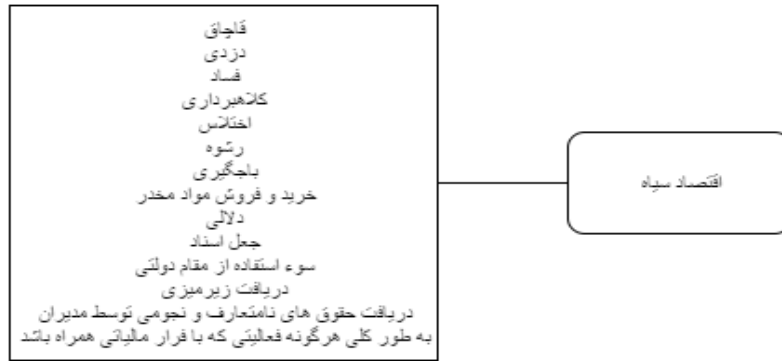 اقتصاد سیاه
قاچاق
دزدی
فساد
کلاهبرداری
اختلاس
رشوه
باجگیری
خرید و فروش مواد مخدر
دلالی
جعل اسناد
سوء استفاده از مقام دولتی
دریافت زیرمیزی
دریافت حقوق های نامتعارف و نجومی توسط مدیران
به طور کلی هرگونه فعالیتی که با فرار مالیاتی همراه باشد